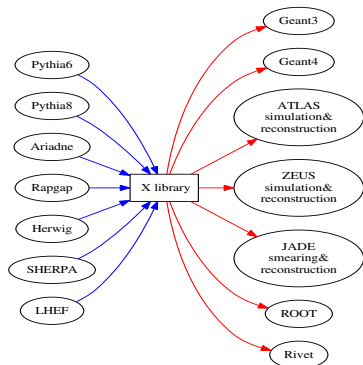 Pythia6
Pythia8
Ariadne
Rapgap
Herwig
SHERPA
LHEF
X library
Geant3
Geant4
ATLAS
simulation&
reconstruction
ZEUS
simulation&
reconstruction
JADE
smearing&
reconstruction
ROOT
Rivet